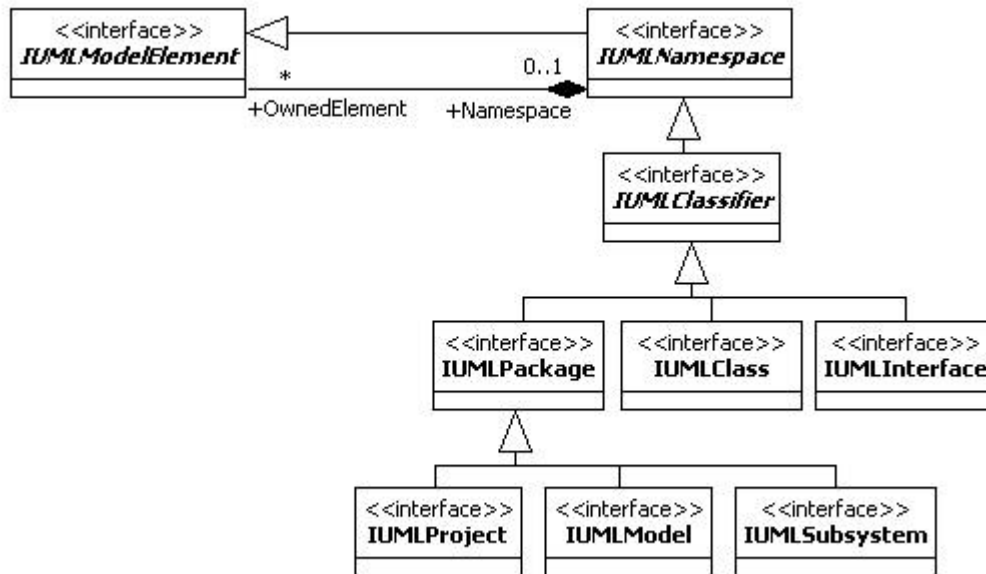 <<interface>>
IUMLModelElement
<<interface>>
IUMLNamespace
* 0..1
+OwnedElement +Namespace
<<interface>>
IUMLClassifier
<<interface>>
IUMLPackage
<<interface>>
IUMLClass
<<interface>>
IUMLInterface
<<interface>>
IUMLProject
<<interface>>
IUMLModel
<<interface>>
IUMLSubsystem